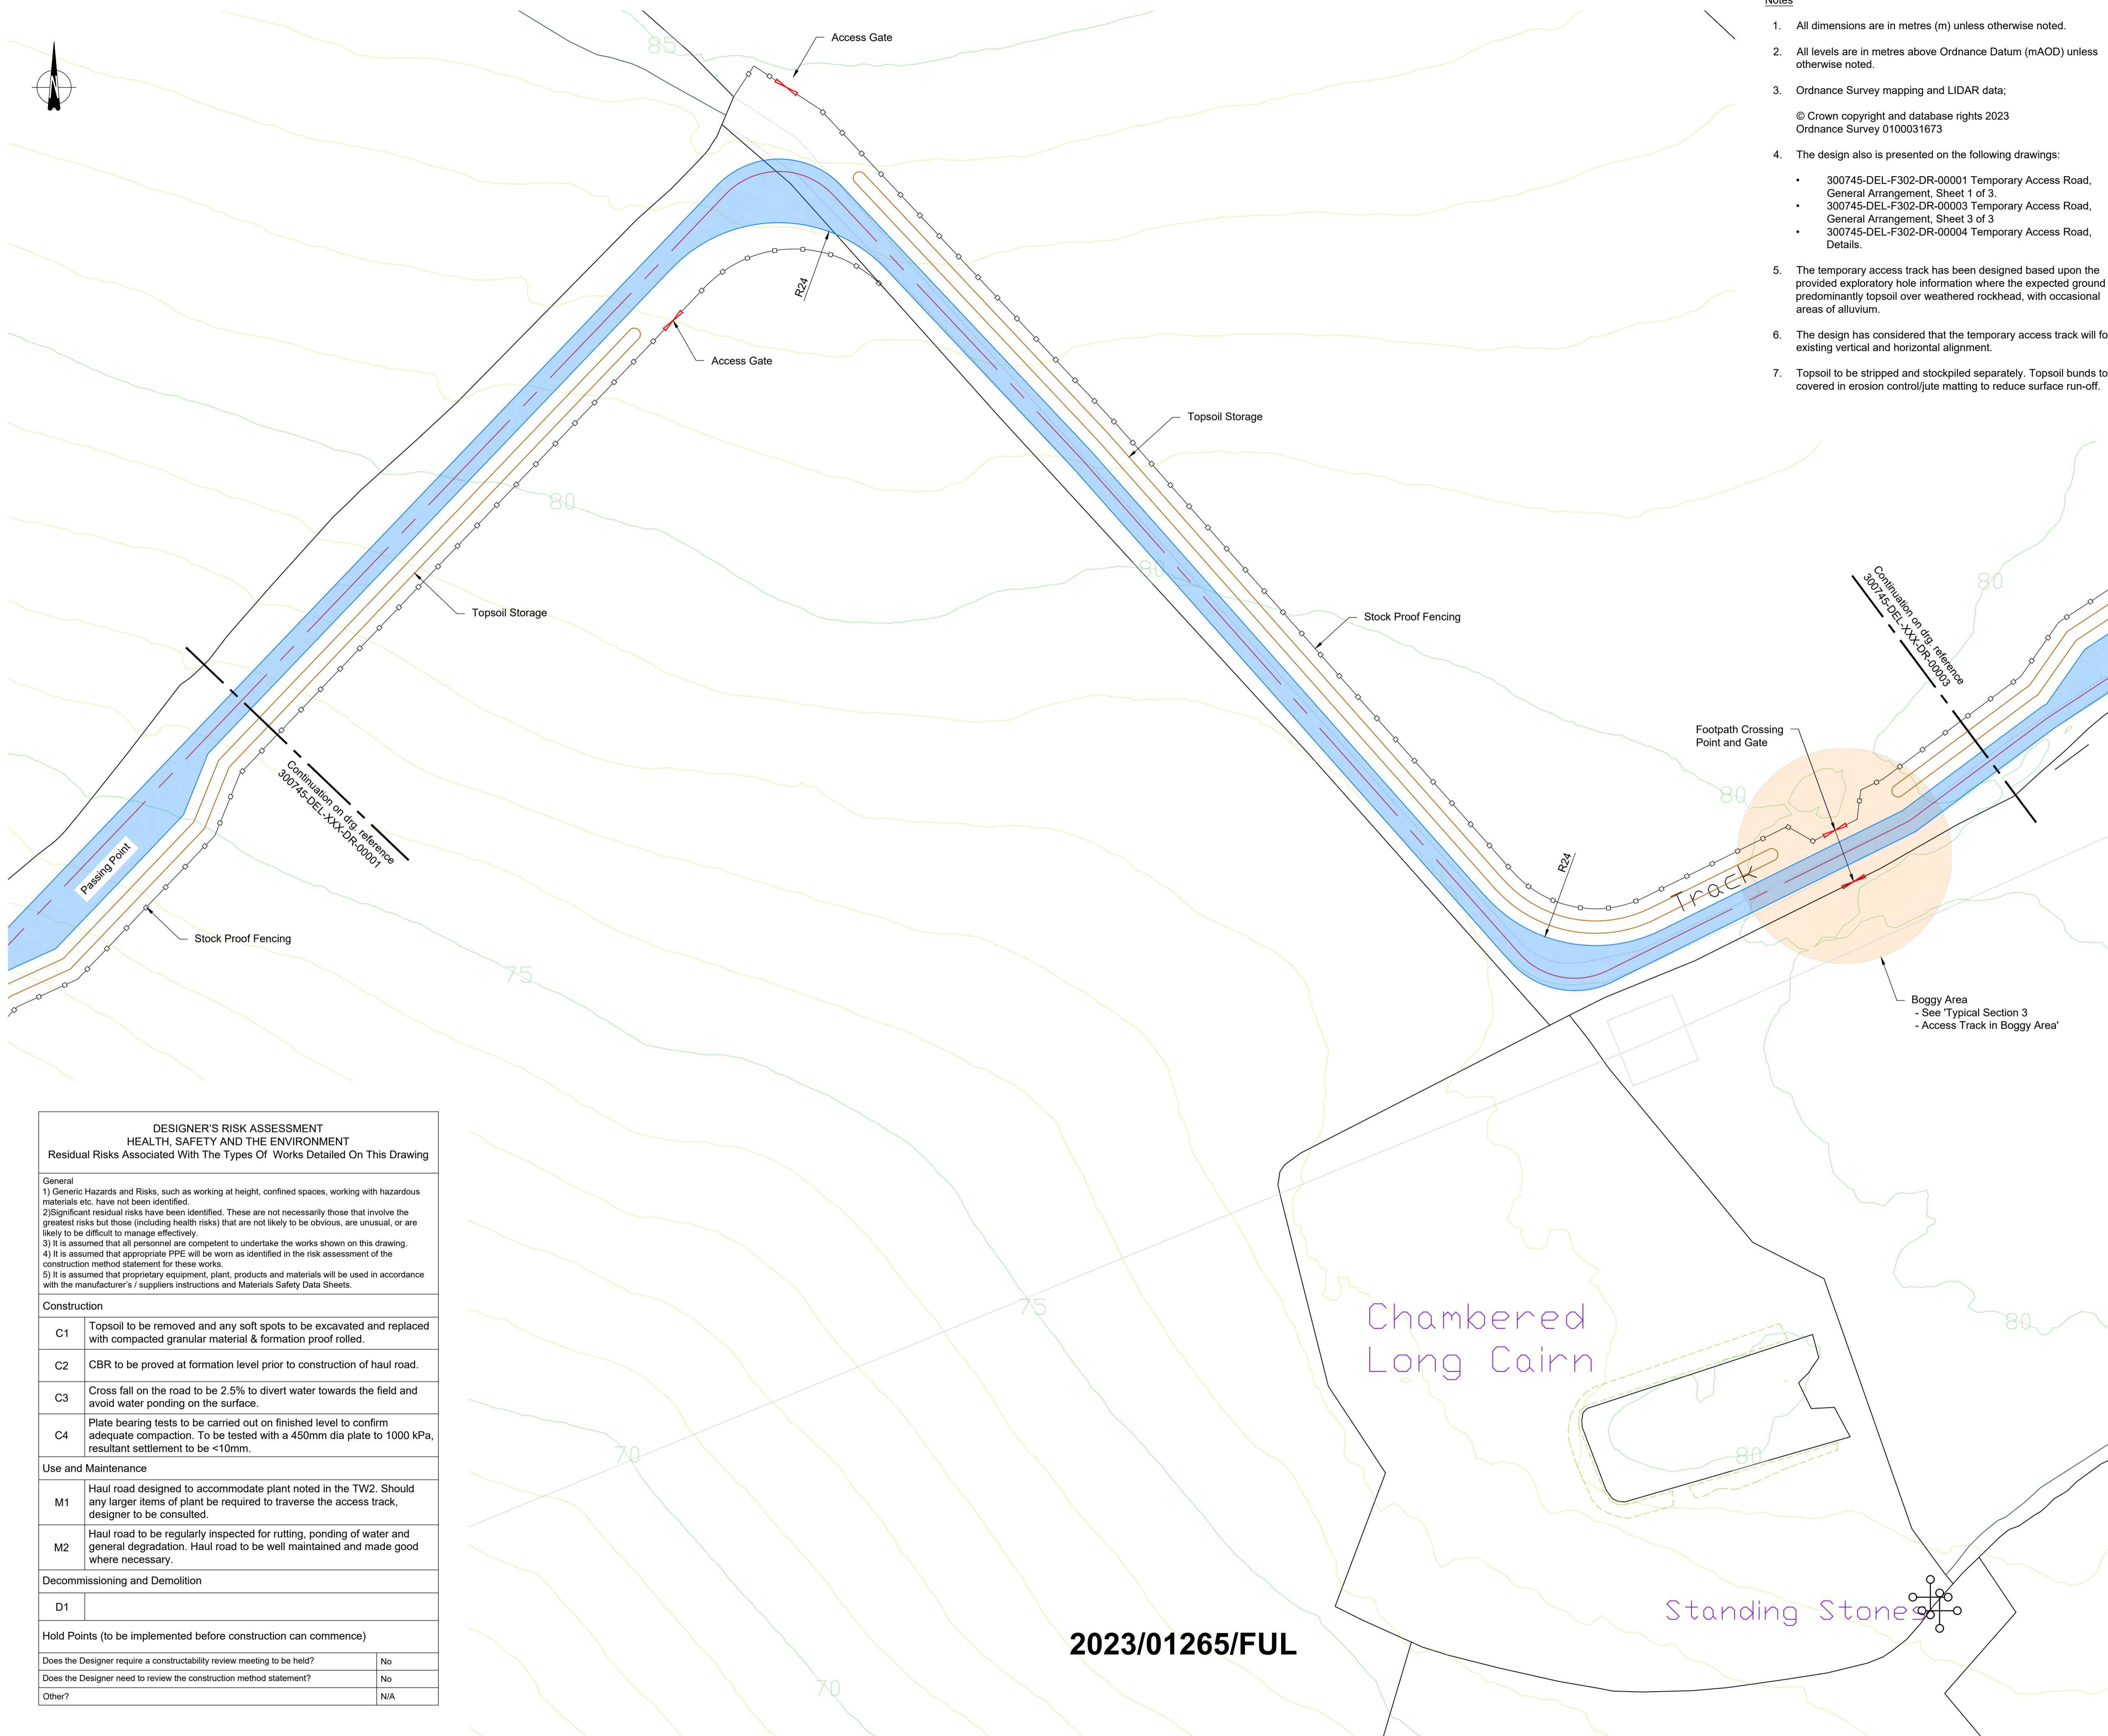 Notes
1. All dimensions are in metres (m) unless otherwise noted.
2. All levels are in metres above Ordnance Datum (mAOD) unless
otherwise noted.
3. Ordnance Survey mapping and LIDAR data;
© Crown copyright and database rights 2023
Ordnance Survey 0100031673
4. The design also is presented on the following drawings:
• 300745-DEL-F302-DR-00001 Temporary Access Road,
General Arrangement, Sheet 1 of 3.
• 300745-DEL-F302-DR-00003 Temporary Access Road,
General Arrangement, Sheet 3 of 3
• 300745-DEL-F302-DR-00004 Temporary Access Road,
Details.
5. The temporary access track has been designed based upon the
provided exploratory hole information where the expected ground
predominantly topsoil over weathered rockhead, with occasional
areas of alluvium.
6. The design has considered that the temporary access track will fo
existing vertical and horizontal alignment.
7. Topsoil to be stripped and stockpiled separately. Topsoil bunds to
covered in erosion control/jute matting to reduce surface run-off.
N
85
Access Gate
R24
Access Gate
Topsoil Storage
80
80
80
Topsoil Storage
Stock Proof Fencing
Continuation on drg. reference
300745-DEL-XXX-DR-00003
Footpath Crossing
Point and Gate
Continuation on drg. reference
300745-DEL-XXX-DR-00001
80
Passing Point
R24
Track
Stock Proof Fencing
75
Boggy Area
- See 'Typical Section 3
- Access Track in Boggy Area'
75
80
Chambered
Long Cairn
70
80
Standing Stones
70
2023/01265/FUL
DESIGNER'S RISK ASSESSMENT
HEALTH, SAFETY AND THE ENVIRONMENT
Residual Risks Associated With The Types Of Works Detailed On This Drawing
General
1) Generic Hazards and Risks, such as working at height, confined spaces, working with hazardous
materials etc. have not been identified.
2)Significant residual risks have been identified. These are not necessarily those that involve the
greatest risks but those (including health risks) that are not likely to be obvious, are unusual, or are
likely to be difficult to manage effectively.
3) It is assumed that all personnel are competent to undertake the works shown on this drawing.
4) It is assumed that appropriate PPE will be worn as identified in the risk assessment of the
construction method statement for these works.
5) It is assumed that proprietary equipment, plant, products and materials will be used in accordance
with the manufacturer's / suppliers instructions and Materials Safety Data Sheets.
Construction
C1 Topsoil to be removed and any soft spots to be excavated and replaced
with compacted granular material & formation proof rolled.
C2 CBR to be proved at formation level prior to construction of haul road.
C3 Cross fall on the road to be 2.5% to divert water towards the field and
avoid water ponding on the surface.
C4 Plate bearing tests to be carried out on finished level to confirm
adequate compaction. To be tested with a 450mm dia plate to 1000 kPa,
resultant settlement to be <10mm.
Use and Maintenance
M1 Haul road designed to accommodate plant noted in the TW2. Should
any larger items of plant be required to traverse the access track,
designer to be consulted.
M2 Haul road to be regularly inspected for rutting, ponding of water and
general degradation. Haul road to be well maintained and made good
where necessary.
Decommissioning and Demolition
D1
Hold Points (to be implemented before construction can commence)
Does the Designer require a constructability review meeting to be held? No
Does the Designer need to review the construction method statement? No
Other? N/A